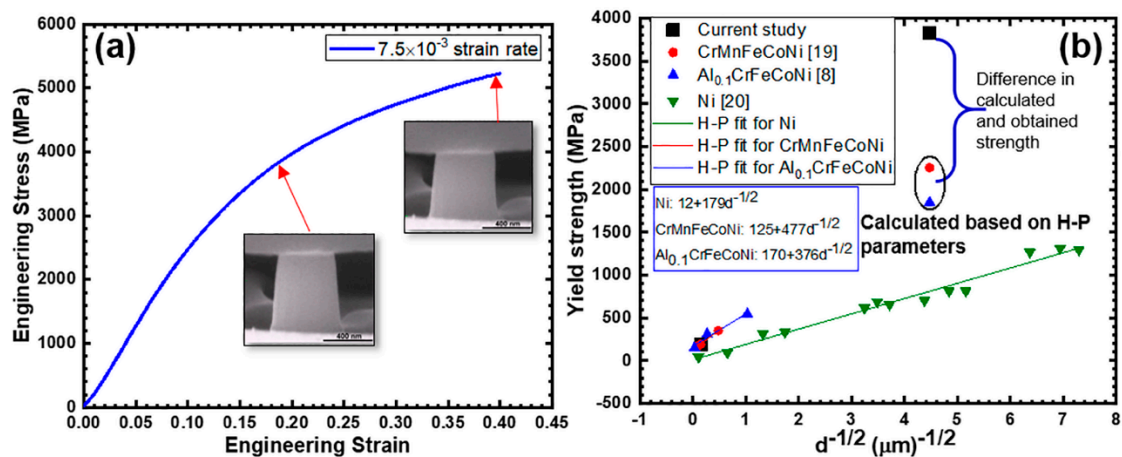 (a)
7.5×10-3 strain rate
6000
5000
4000
3000
2000
1000
0
Engineering Stress (MPa)
400 nm
400 nm
0.00 0.05 0.10 0.15 0.20 0.25 0.30 0.35 0.40 0.45
Engineering Strain
(b)
4000
3500
3000
2500
2000
1500
1000
500
0
-500
Yield strength (MPa)
Current study
CrMnFeCoNi [19]
Al0.1CrFeCoNi [8]
Ni [20]
H-P fit for Ni
H-P fit for CrMnFeCoNi
H-P fit for Al0.1CrFeCoNi
Ni: 12+179d-1/2
CrMnFeCoNi: 125+477d-1/2
Al0.1CrFeCoNi: 170+376d-1/2
Difference in
calculated
and obtained
strength
Calculated based on H-P
parameters
0 1 2 3 4 5 6 7 8
d-1/2 (μm)-1/2